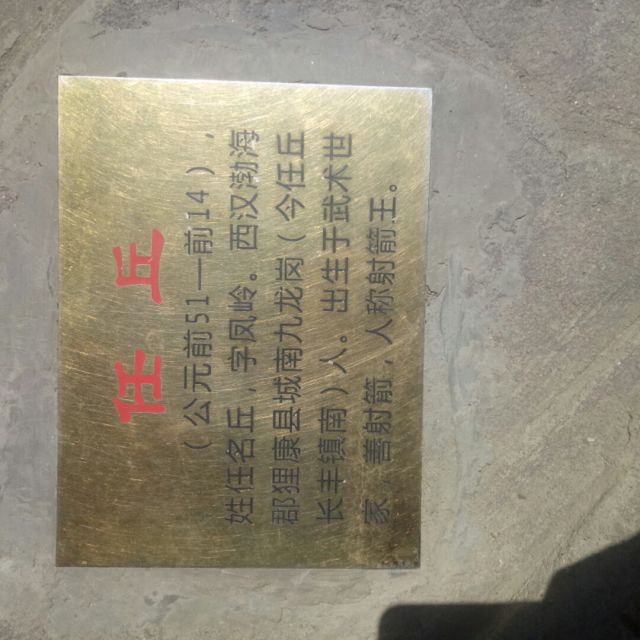 任丘
（公元前51—前14），
姓任名丘，字凤岭。西汉渤海
郡狸康县城南九龙岗（今任丘
长丰镇南）人。出生于武术世
家，善射箭，人称射箭王。